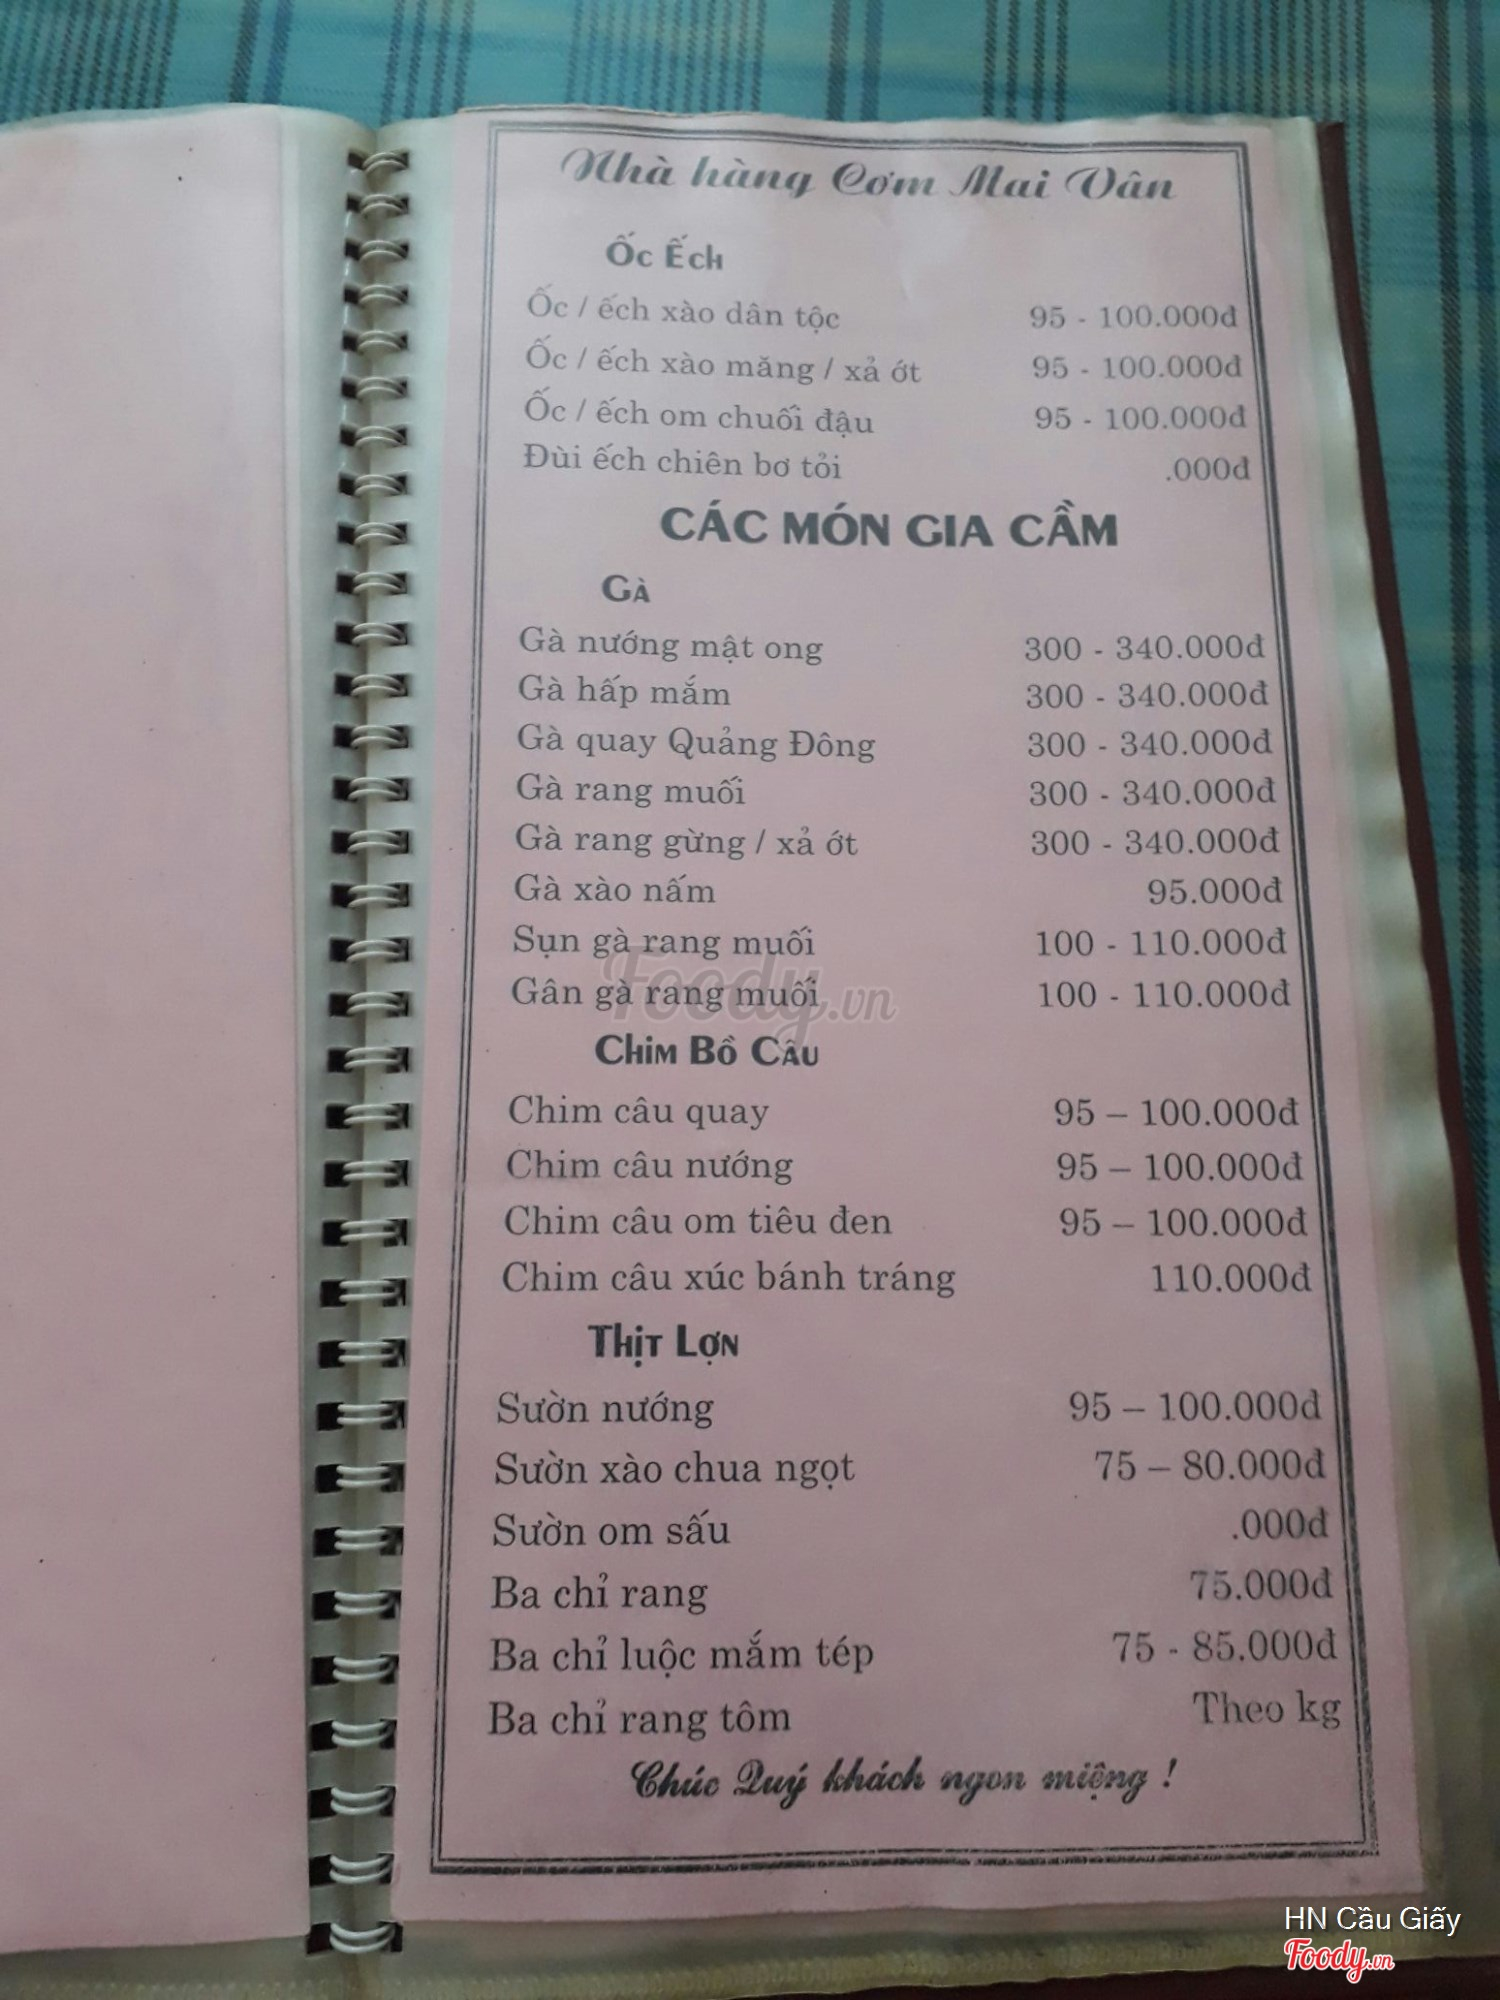 Nhà hàng Cơm Mai Vân
Ốc Ếch
Ốc / ếch xào dân tộc 95 - 100.000đ
Ốc / ếch xào măng / xả ớt 95 - 100.000đ
Ốc / ếch om chuối đậu 95 - 100.000đ
Đùi ếch chiên bơ tỏi .000đ
CÁC MÓN GIA CẦM
Gà
Gà nướng mật ong 300 - 340.000đ
Gà hấp mắm 300 - 340.000đ
Gà quay Quảng Đông 300 - 340.000đ
Gà rang muối 300 - 340.000đ
Gà rang gừng / xả ớt 300 - 340.000đ
Gà xào nấm 95.000đ
Sụn gà rang muối 100 - 110.000đ
Gân gà rang muối 100 - 110.000đ
Foody.vn
Chim Bồ Câu
Chim câu quay 95 – 100.000đ
Chim câu nướng 95 – 100.000đ
Chim câu om tiêu đen 95 – 100.000đ
Chim câu xúc bánh tráng 110.000đ
Thịt Lợn
Sườn nướng 95 – 100.000đ
Sườn xào chua ngọt 75 – 80.000đ
Sườn om sấu .000đ
Ba chỉ rang 75.000đ
Ba chỉ luộc mắm tép 75 - 85.000đ
Ba chỉ rang tôm Theo kg
Chúc Quý khách ngon miệng !
HN Cầu Giấy
Foody.vn